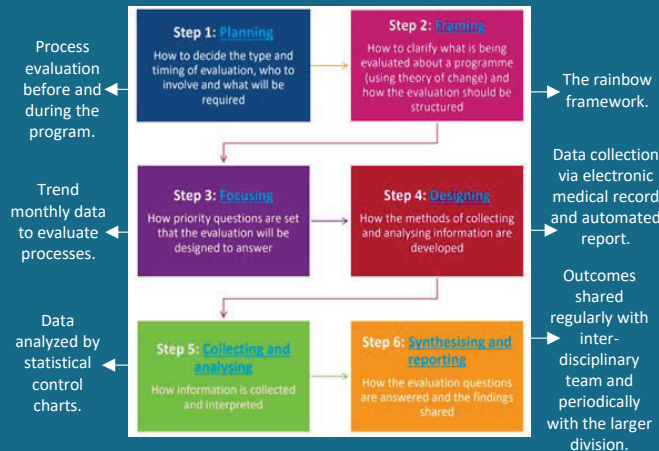 Process
evaluation
before and
during the
program.
Step 1: Planning
How to decide the type and
timing of evaluation, who to
involve and what will be
required
Step 2: Framing
How to clarify what is being
evaluated about a programme
(using theory of change) and
how the evaluation should be
structured
The rainbow
framework.
Trend
monthly data
to evaluate
processes.
Step 3: Focusing
How priority questions are set
that the evaluation will be
designed to answer
Step 4: Designing
How the methods of collecting
and analysing information are
developed
Data collection
via electronic
medical record
and automated
report.
Data
analyzed by
statistical
control
charts.
Step 5: Collecting and
analysing
How information is collected
and interpreted
Step 6: Synthesising and
reporting
How the evaluation questions
are answered and the findings
shared
Outcomes
shared
regularly with
inter-
disciplinary
team and
periodically
with the larger
division.